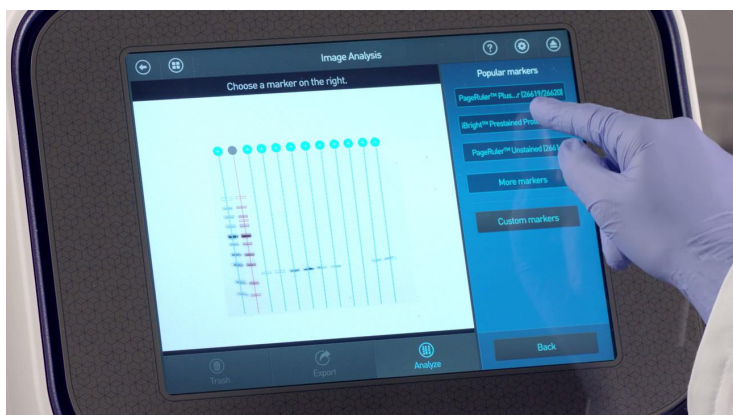 Image Analysis
?
Choose a marker on the right.
Popular markers
PageRuler™ Plus...r (26619/26620)
iBright™ Prestained Prot
PageRuler™ Unstained (2661
More markers
Custom markers
Back
Trash
Export
Analyze